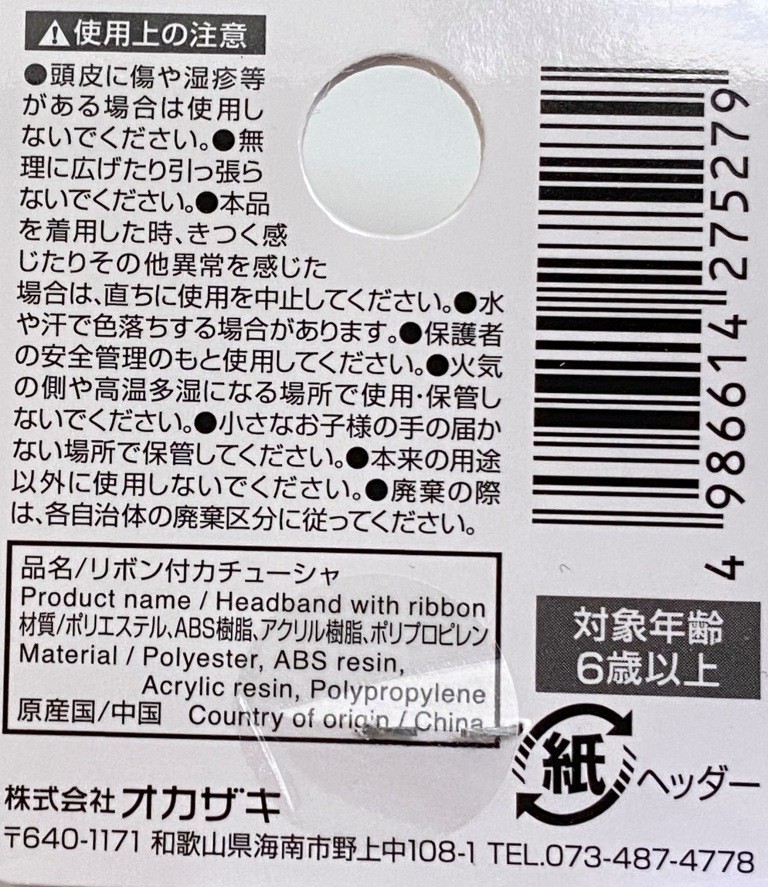 ⚠使用上の注意
●頭皮に傷や湿疹等
がある場合は使用し
ないでください。●無
理に広げたり引っ張ら
ないでください。●本品
を着用した時、きつく感
じたりその他異常を感じた
場合は、直ちに使用を中止してください。●水
や汗で色落ちする場合があります。●保護者
の安全管理のもと使用してください。●火気
の側や高温多湿になる場所で使用・保管し
ないでください。●小さなお子様の手の届か
ない場所で保管してください。●本来の用途
以外に使用しないでください。●廃棄の際
は、各自治体の廃棄区分に従ってください。
品名/リボン付カチューシャ
Product name / Headband with ribbon
材質/ポリエステル、ABS樹脂、アクリル樹脂、ポリプロピレン
Material / Polyester, ABS resin,
Acrylic resin, Polypropylene
原産国/中国 Country of origin / China
4 986614 275279
対象年齢
6歳以上
紙 ヘッダー
株式会社オカザキ
〒640-1171 和歌山県海南市野上中108-1 TEL.073-487-4778